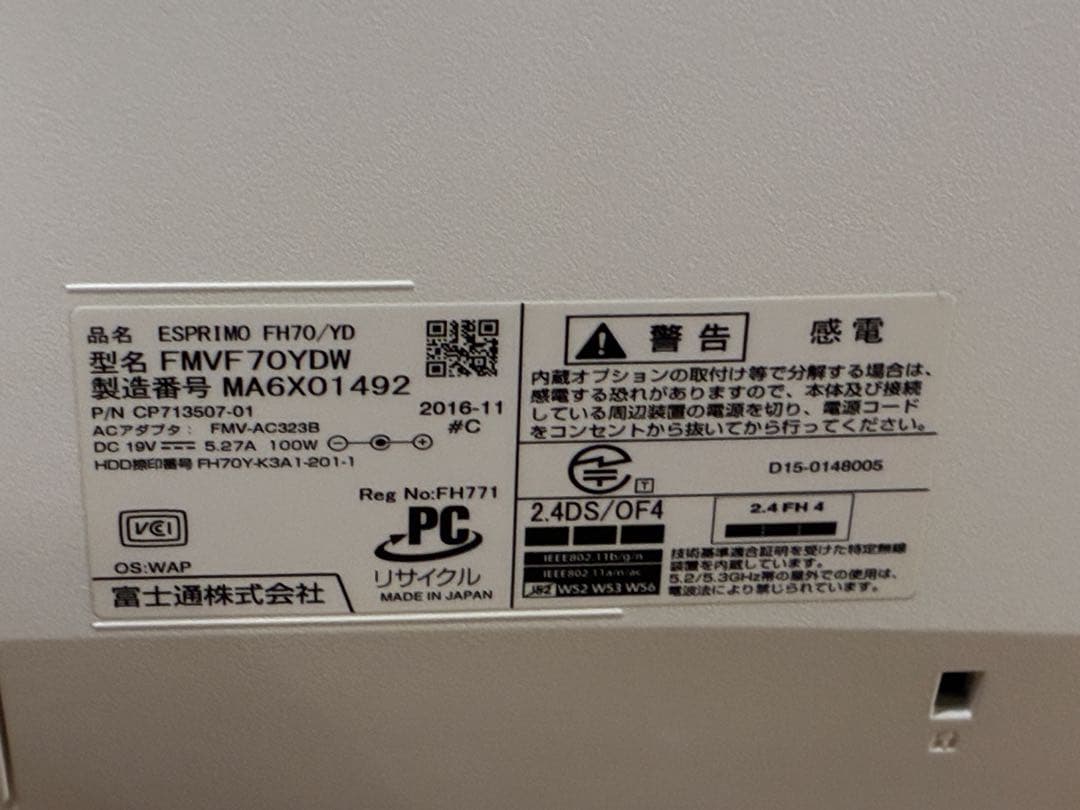 品名 ESPRIMO FH70/YD
型名 FMVF70YDW
製造番号 MA6X01492
P/N CP713507-01
2016-11
ACアダプタ: FMV-AC323B
#C
DC 19V 5.27A 100W
HDD捺印番号 FH70Y-K3A1-201-1
Reg No:FH771
VCCI
PC
リサイクル
OS:WAP
MADE IN JAPAN
富士通株式会社
警告
感電
内蔵オプションの取付け等で分解する場合は、
感電する恐れがありますので、本体及び接続
している周辺装置の電源を切り、電源コード
をコンセントから抜いてから行ってください。
T
D15-0148005
2.4DS/OF4
2.4FH4
IEEE802.11b/g/n
IEEE802.11a/n/ac
J52 W52 W53 W56
技術基準適合証明を受けた特定無線
装置を内蔵しています。
5.2/5.3GHz帯の屋外での使用は、
電波法により禁じられています。